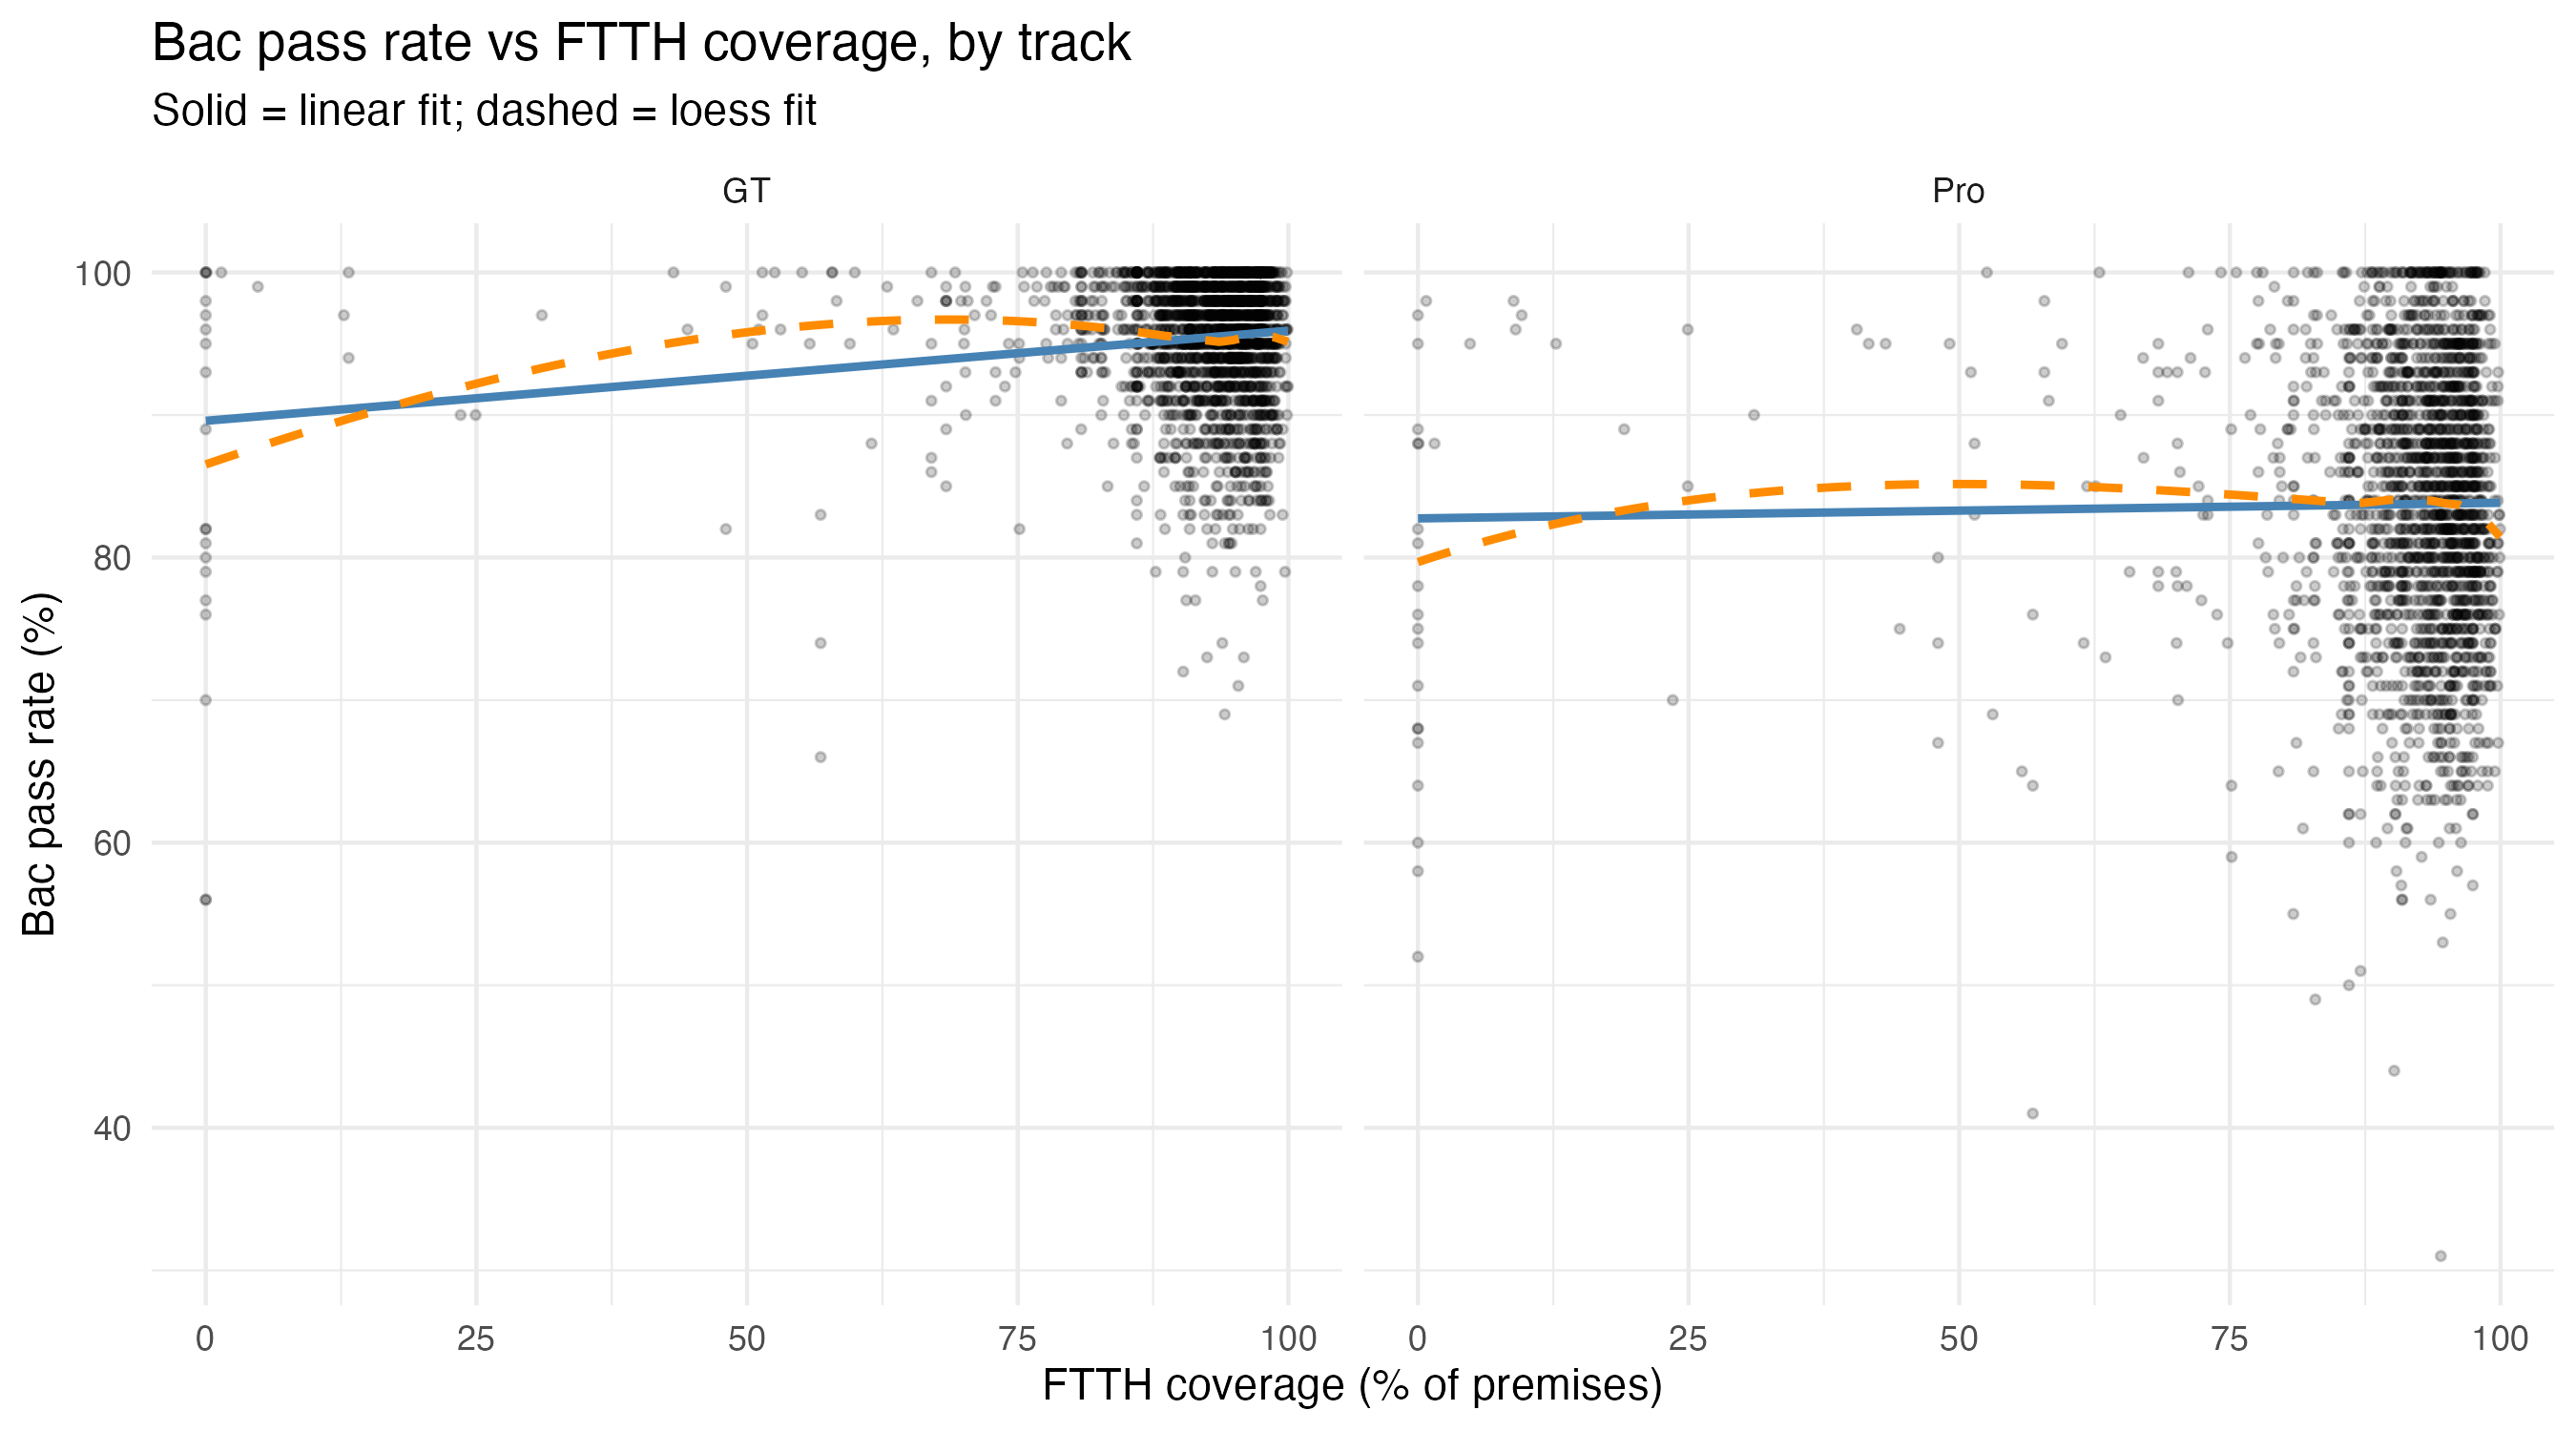 Bac pass rate vs FTTH coverage, by track
Solid = linear fit; dashed = loess fit
GT
Pro
Bac pass rate (%)
100
80
60
40
0 25 50 75 100
0 25 50 75 100
FTTH coverage (% of premises)